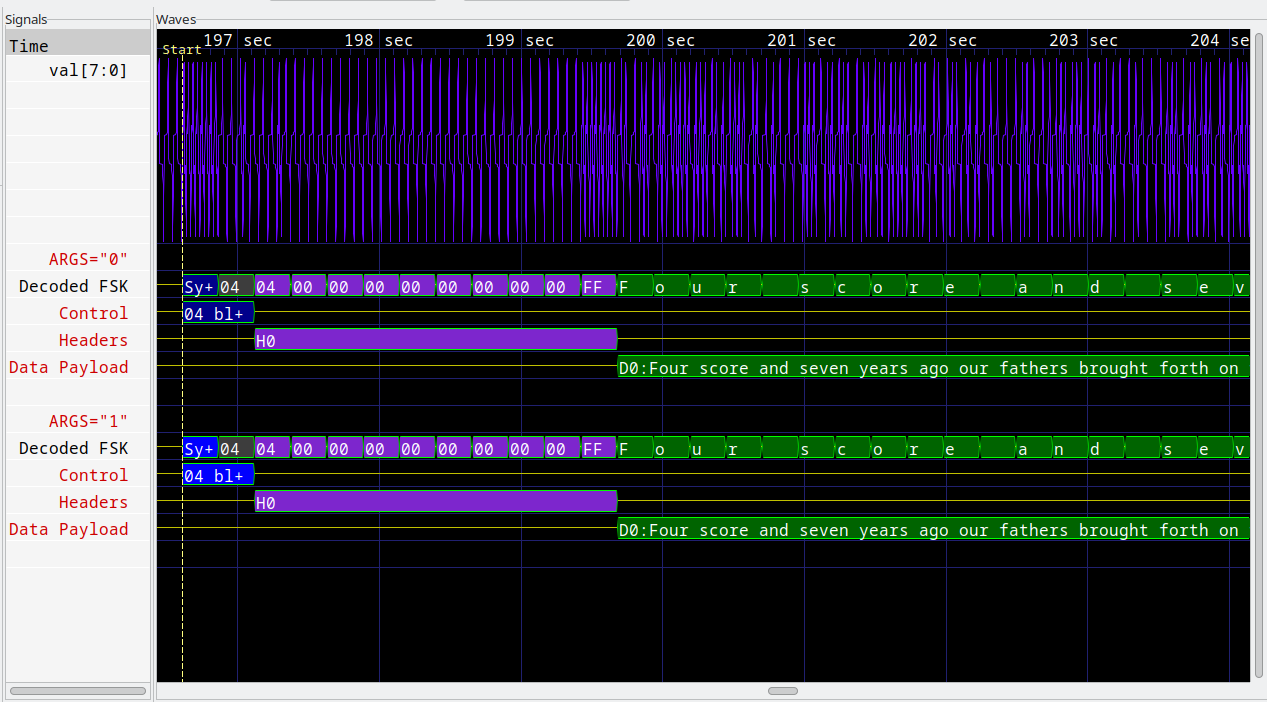 Signals
Waves
Time
197 sec 198 sec 199 sec 200 sec 201 sec 202 sec 203 sec 204 se
Start
val[7:0]
ARGS="0"
Decoded FSK Sy+ 04 04 00 00 00 00 00 00 00 00 FF F o u r s c o r e a n d s e v
Control 04 bl+
Headers H0
Data Payload D0:Four score and seven years ago our fathers brought forth on
ARGS="1"
Decoded FSK Sy+ 04 04 00 00 00 00 00 00 00 00 FF F o u r s c o r e a n d s e v
Control 04 bl+
Headers H0
Data Payload D0:Four score and seven years ago our fathers brought forth on